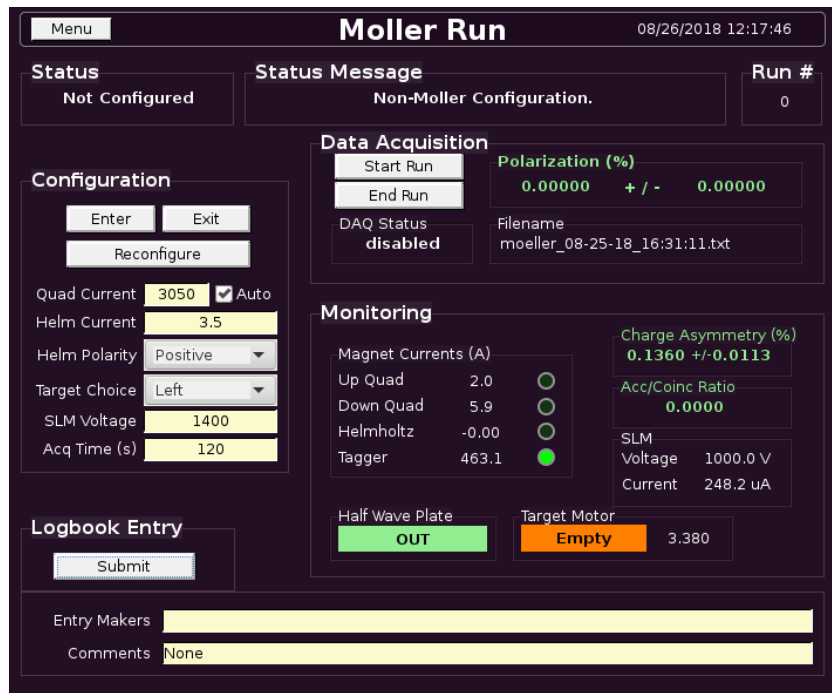 Menu
Moller Run
08/26/2018 12:17:46
Status
Not Configured
Status Message
Non-Moller Configuration.
Run #
0
Configuration
Enter
Exit
Reconfigure
Quad Current 3050 Auto
Helm Current 3.5
Helm Polarity Positive
Target Choice Left
SLM Voltage 1400
Acq Time (s) 120
Data Acquisition
Start Run
End Run
Polarization (%)
0.00000 + / - 0.00000
DAQ Status
disabled
Filename
moeller_08-25-18_16:31:11.txt
Monitoring
Magnet Currents (A)
Up Quad 2.0
Down Quad 5.9
Helmholtz -0.00
Tagger 463.1
Charge Asymmetry (%)
0.1360 +/-0.0113
Acc/Coinc Ratio
0.0000
SLM
Voltage 1000.0 V
Current 248.2 uA
Half Wave Plate
OUT
Target Motor
Empty 3.380
Logbook Entry
Submit
Entry Makers
Comments None